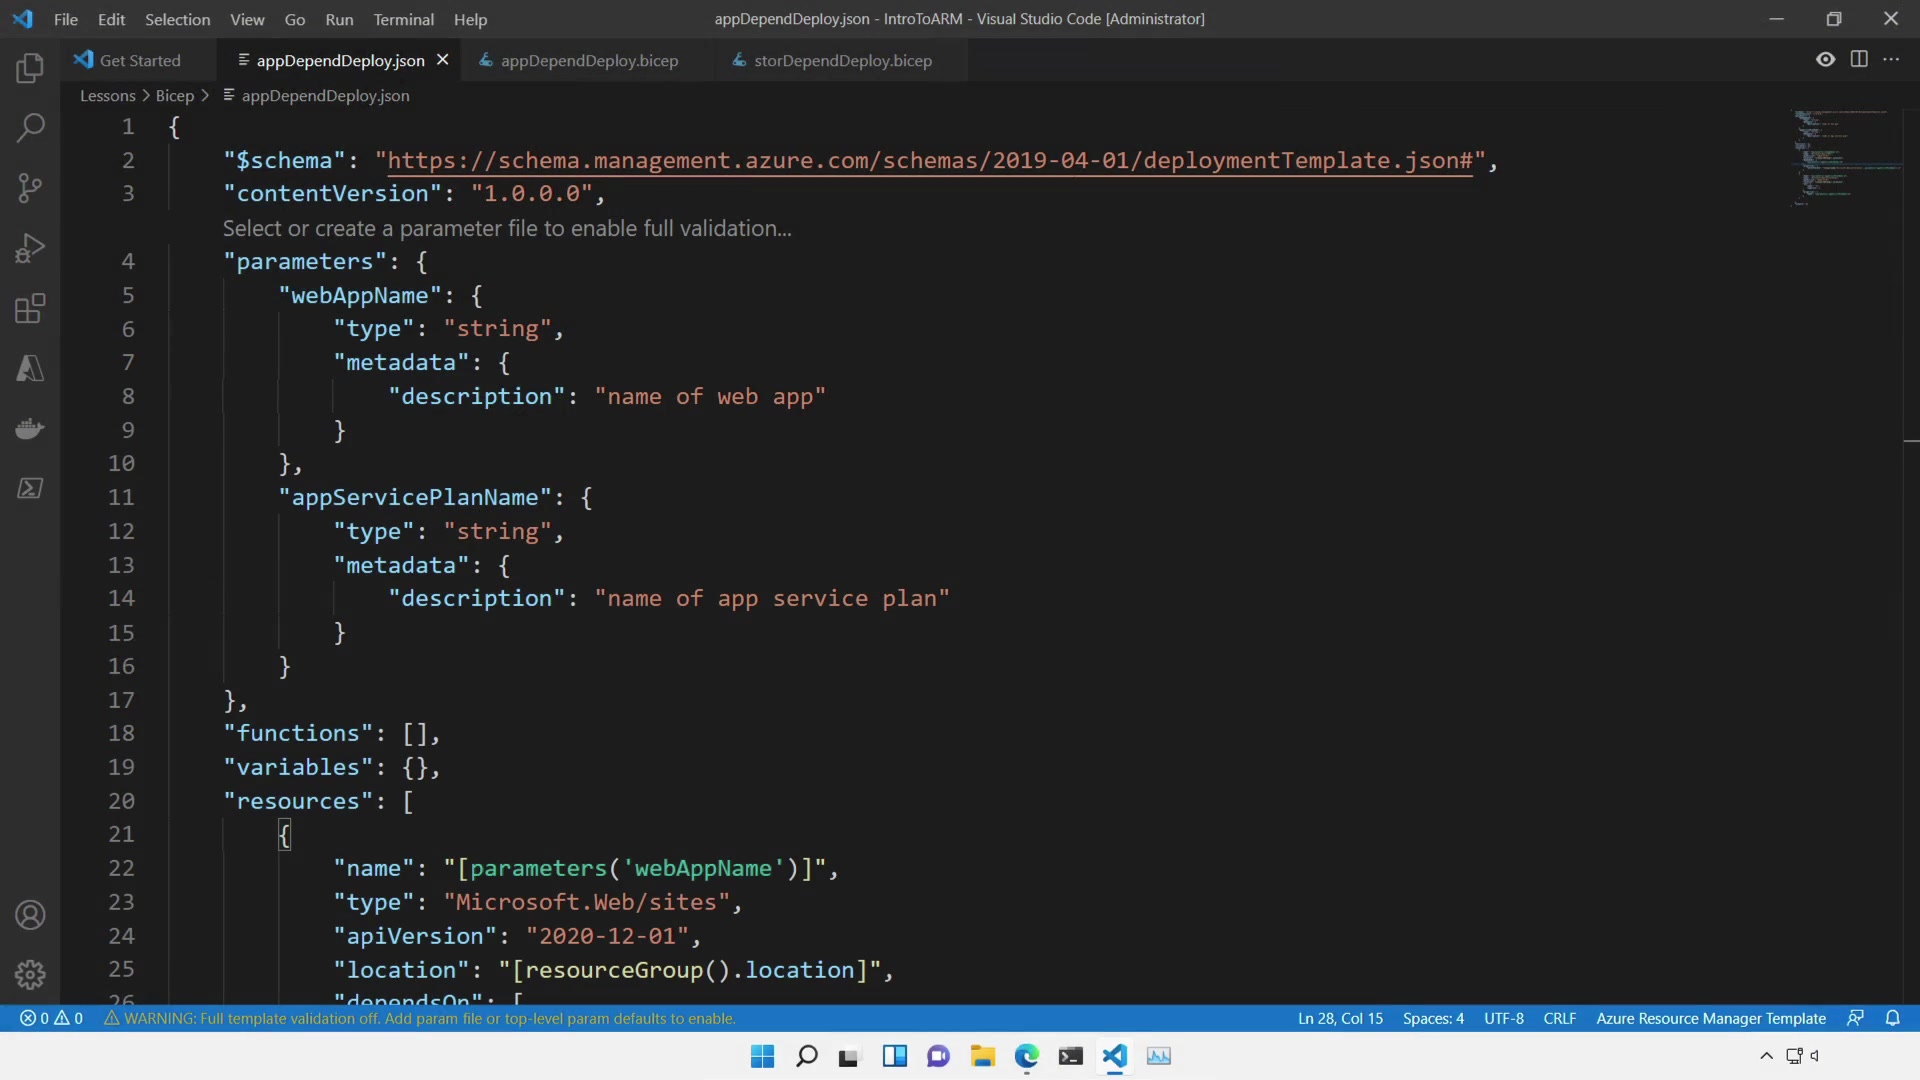 File Edit Selection View Go Run Terminal Help appDependDeploy.json - IntroToARM - Visual Studio Code [Administrator]
Get Started appDependDeploy.json appDependDeploy.bicep storDependDeploy.bicep
Lessons > Bicep > appDependDeploy.json
1 {
2 "$schema": "https://schema.management.azure.com/schemas/2019-04-01/deploymentTemplate.json#",
3 "contentVersion": "1.0.0.0",
Select or create a parameter file to enable full validation...
4 "parameters": {
5 "webAppName": {
6 "type": "string",
7 "metadata": {
8 "description": "name of web app"
9 }
10 },
11 "appServicePlanName": {
12 "type": "string",
13 "metadata": {
14 "description": "name of app service plan"
15 }
16 }
17 },
18 "functions": [],
19 "variables": {},
20 "resources": [
21 {
22 "name": "[parameters('webAppName')]",
23 "type": "Microsoft.Web/sites",
24 "apiVersion": "2020-12-01",
25 "location": "[resourceGroup().location]",
26 "dependsOn": [
0 0 WARNING: Full template validation off. Add param file or top-level param defaults to enable. Ln 28, Col 15 Spaces: 4 UTF-8 CRLF Azure Resource Manager Template